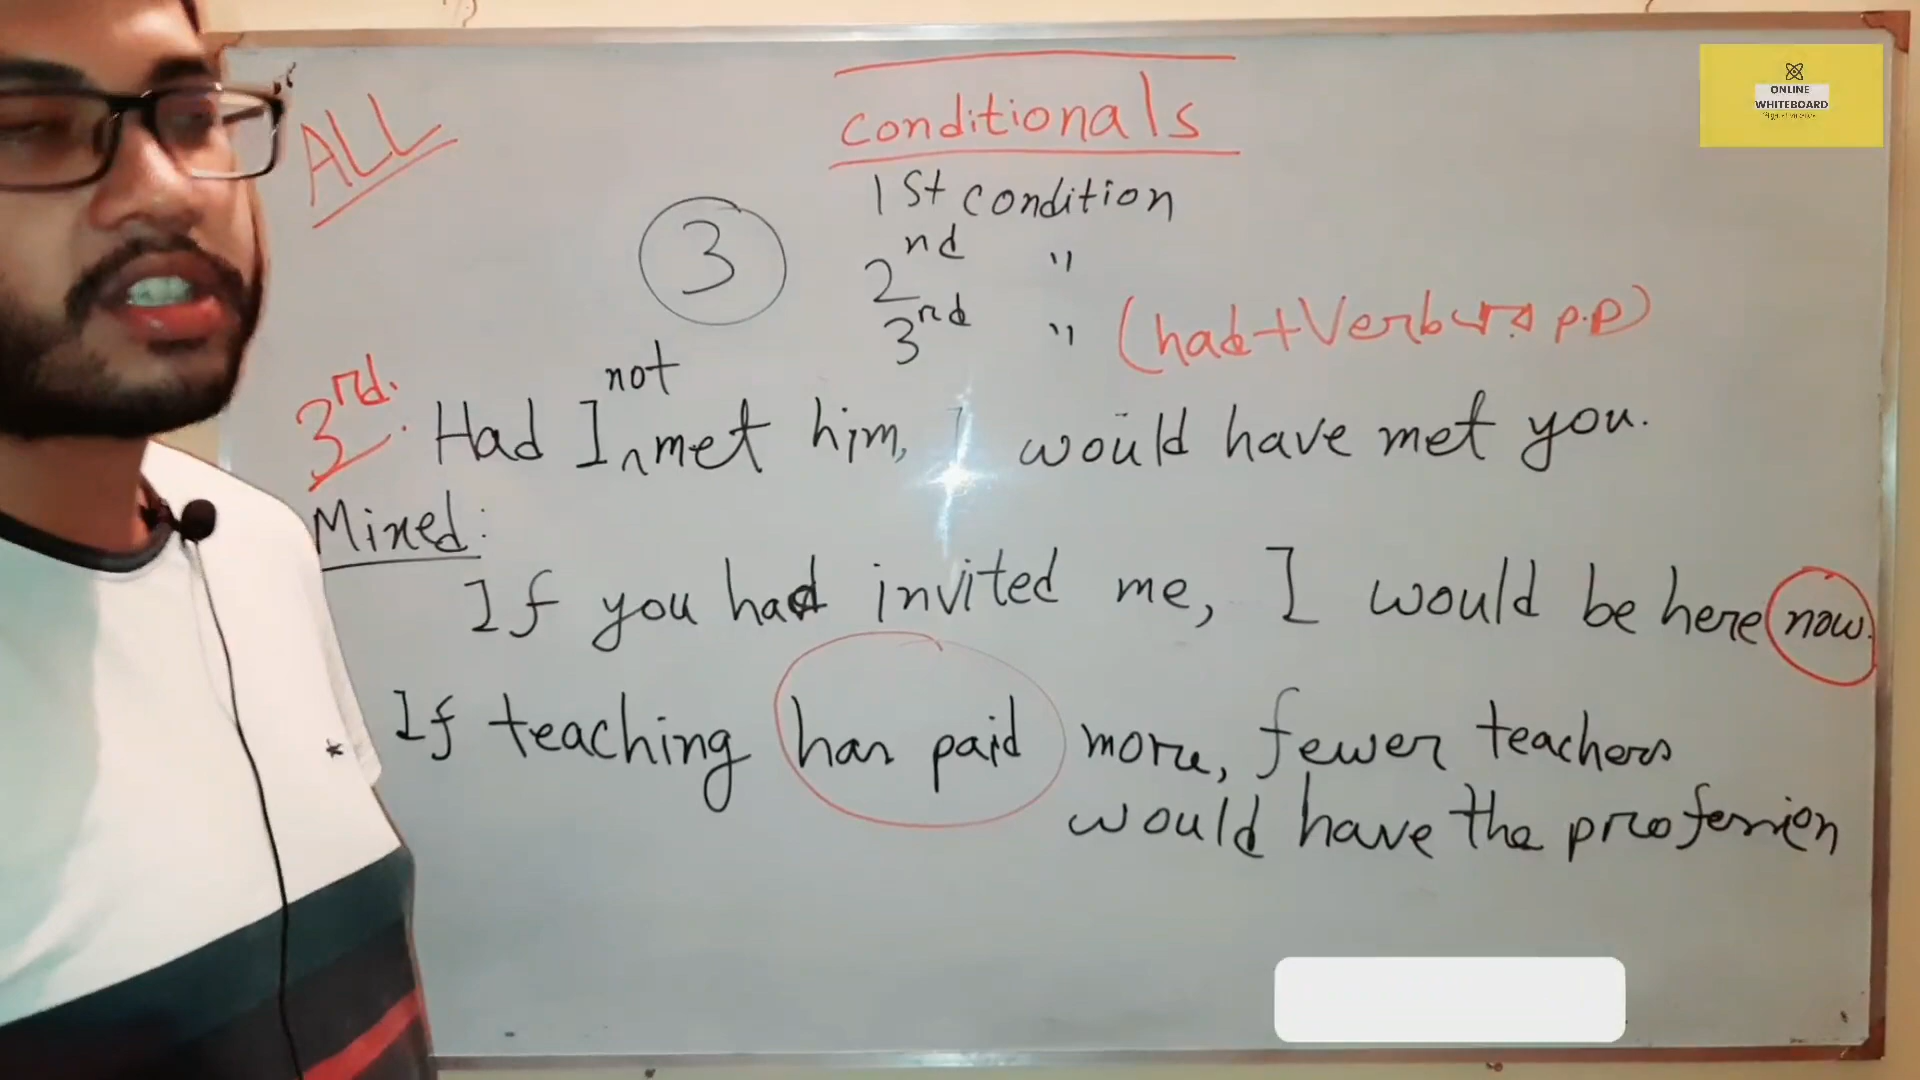 ALL
conditionals
1st condition
3
2nd "
3rd " (had+Verb p.p)
not
3rd. Had I ^ met him, I would have met you.
Mixed:
If you had invited me, I would be here now.
If teaching has paid more, fewer teachers
would have the profession
ONLINE
WHITEBOARD